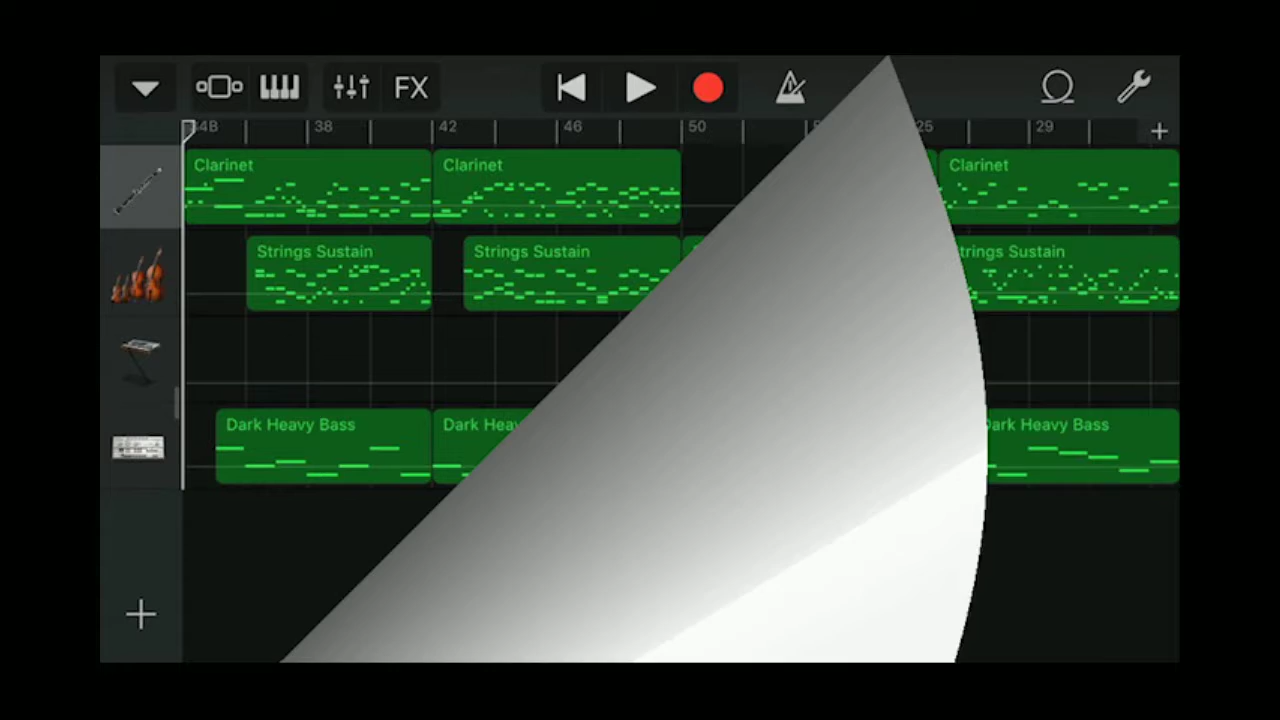 FX
34B 38 42 46 50 25 29
Clarinet Clarinet Clarinet
Strings Sustain Strings Sustain trings Sustain
Dark Heavy Bass Dark Hea Dark Heavy Bass